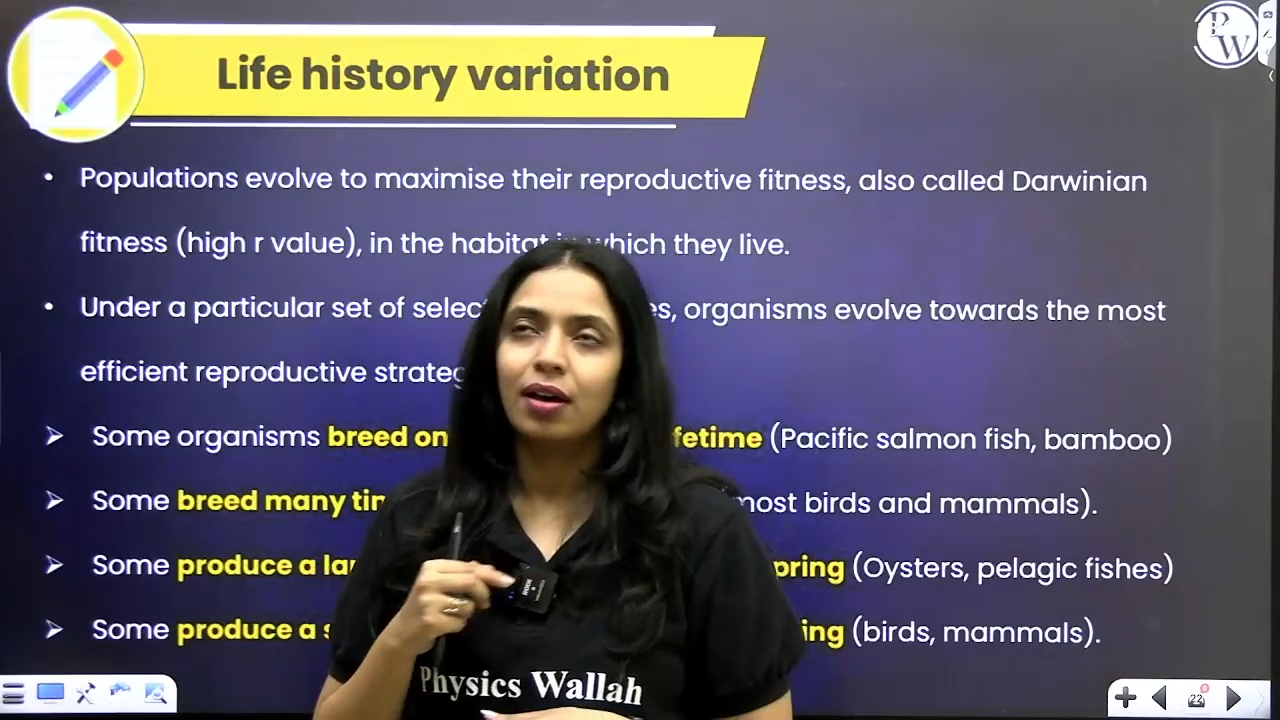 Life history variation
PW
• Populations evolve to maximise their reproductive fitness, also called Darwinian
fitness (high r value), in the habitat in which they live.
• Under a particular set of selec es, organisms evolve towards the most
efficient reproductive strateg
➤ Some organisms breed on fetime (Pacific salmon fish, bamboo)
➤ Some breed many tim most birds and mammals).
➤ Some produce a lar pring (Oysters, pelagic fishes)
➤ Some produce a s ing (birds, mammals).
Physics Wallah
22